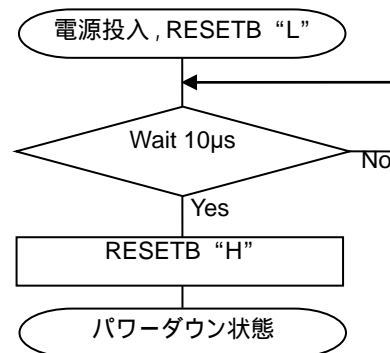 電源投入 , RESETB “L”
Wait 10μs
No
Yes
RESETB “H”
パワーダウン状態